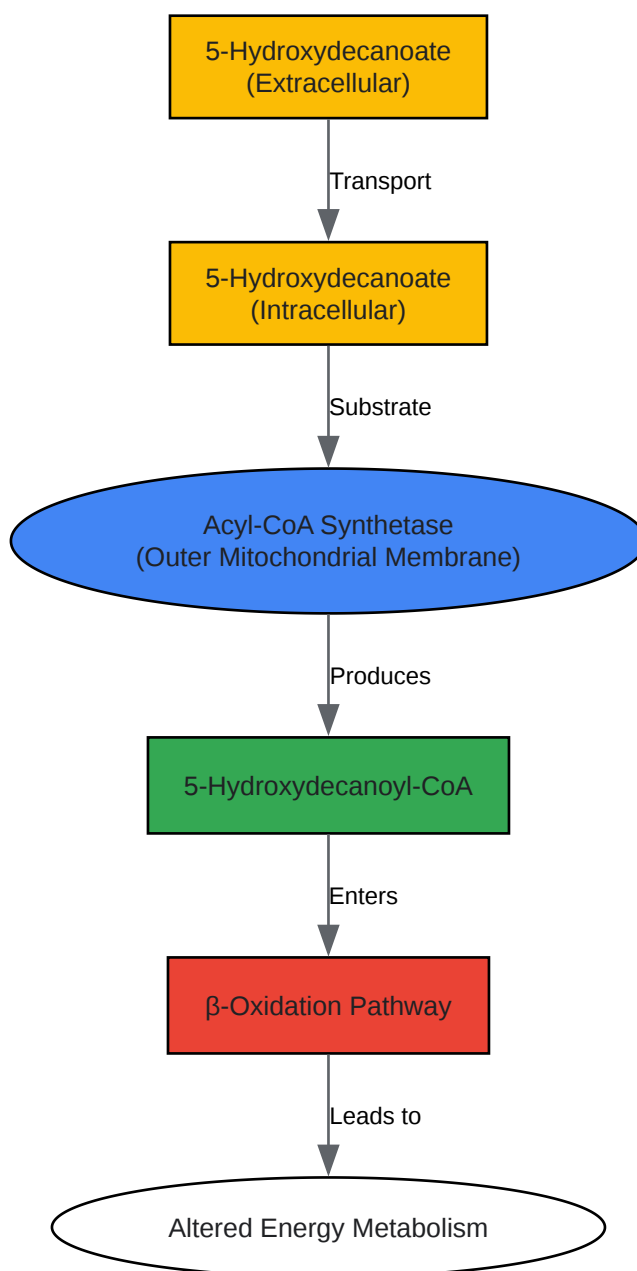 5-Hydroxydecanoate
(Extracellular)
Transport
5-Hydroxydecanoate
(Intracellular)
Substrate
Acyl-CoA Synthetase
(Outer Mitochondrial Membrane)
Produces
5-Hydroxydecanoyl-CoA
Enters
β-Oxidation Pathway
Leads to
Altered Energy Metabolism